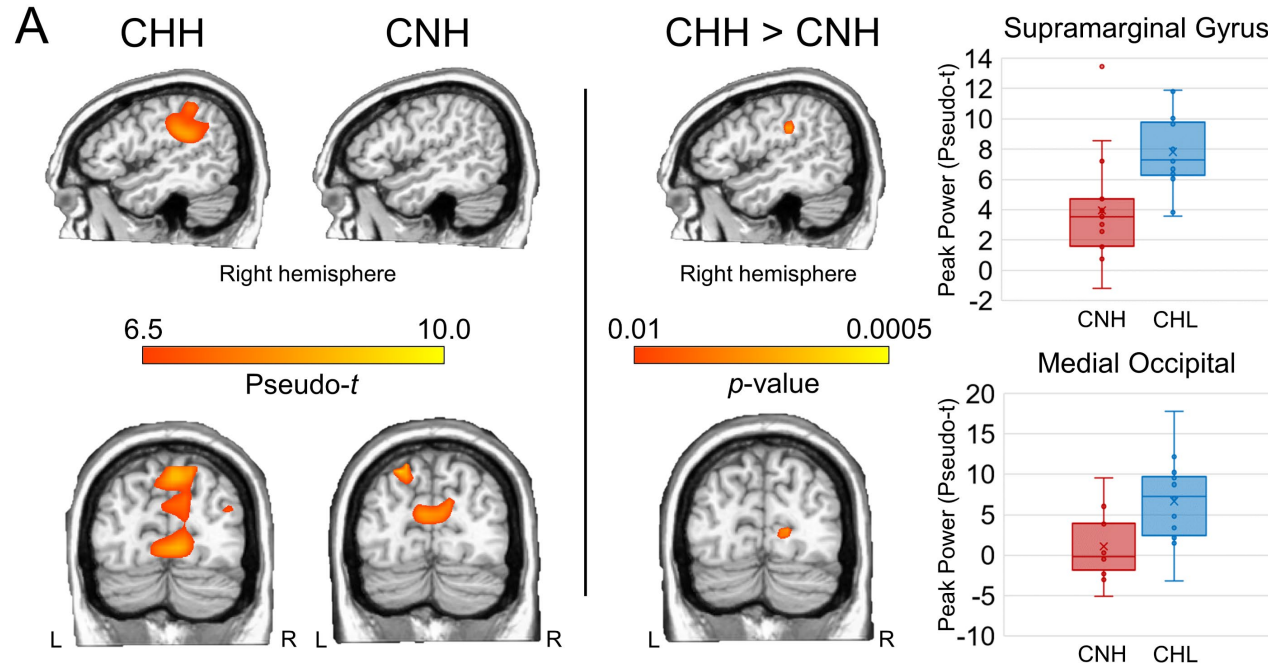 A
CHH
CNH
CHH > CNH
Right hemisphere
Right hemisphere
6.5
10.0
Pseudo-t
0.01
0.0005
p-value
L
R
L
R
L
R
Supramarginal Gyrus
Peak Power (Pseudo-t)
14
12
10
8
6
4
2
0
-2
CNH
CHL
Medial Occipital
Peak Power (Pseudo-t)
20
15
10
5
0
-5
-10
CNH
CHL